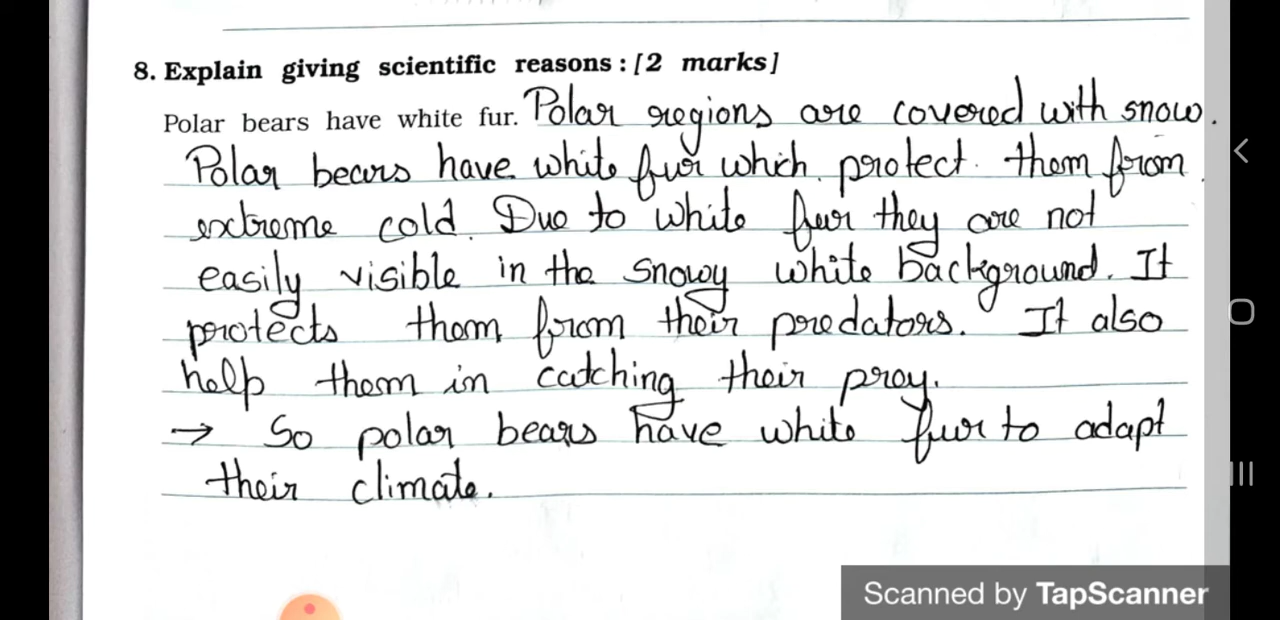 8. Explain giving scientific reasons : [2 marks]
Polar bears have white fur. Polar regions are covered with snow.
Polar bears have white fur which protect them from
extreme cold. Due to white fur they are not
easily visible in the snowy white background. It
protects them from their predators. It also
help them in catching their prey.
→ So polar bears have white fur to adapt
their climate.
Scanned by TapScanner